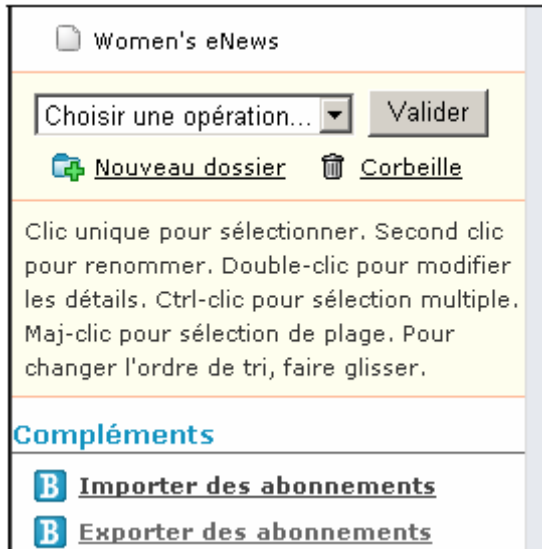 Women's eNews
Choisir une opération... Valider
Nouveau dossier Corbeille
Clic unique pour sélectionner. Second clic
pour renommer. Double-clic pour modifier
les détails. Ctrl-clic pour sélection multiple.
Maj-clic pour sélection de plage. Pour
changer l'ordre de tri, faire glisser.
Compléments
B Importer des abonnements
B Exporter des abonnements